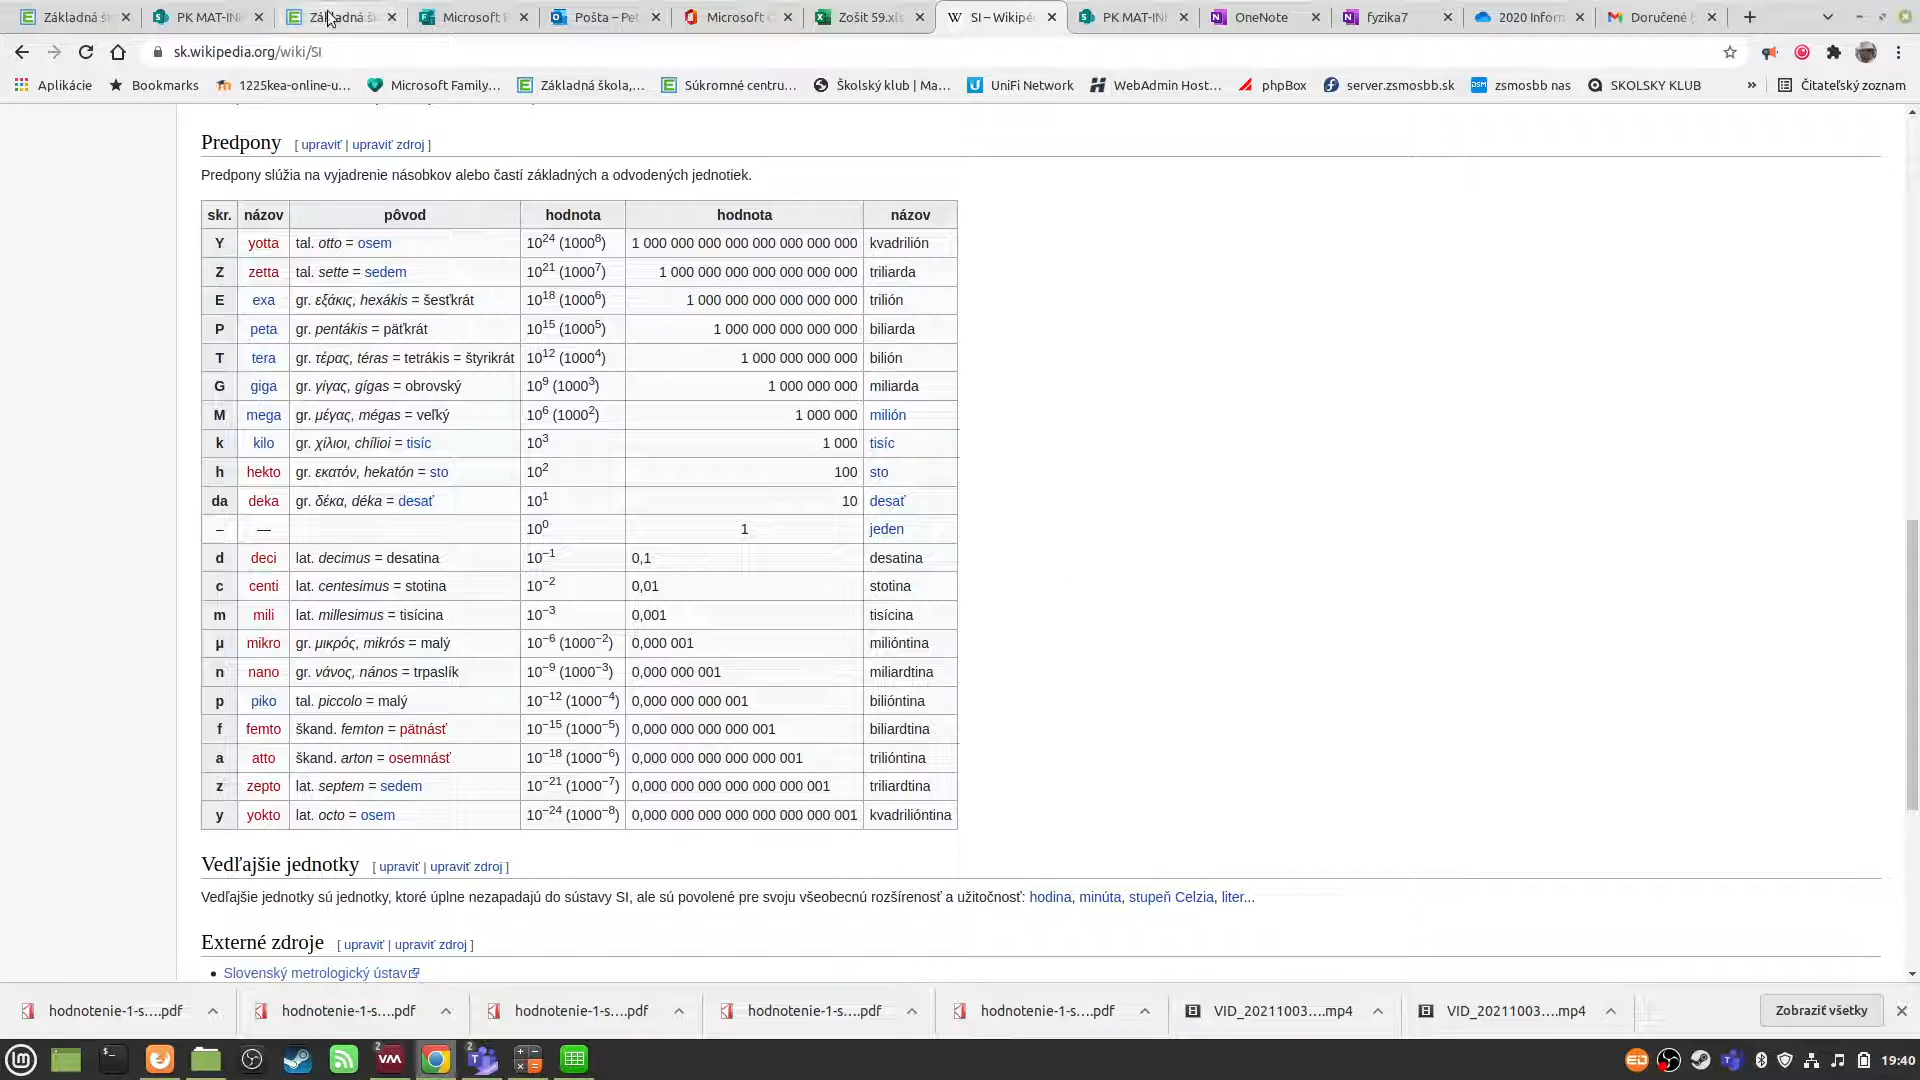 Základná š
PK MAT-IN
Základná š
Microsoft F
Pošta – Pet
Microsoft O
Zošit 59.xls
SI – Wikipé
PK MAT-IN
OneNote
fyzika7
2020 Inform
Doručené
sk.wikipedia.org/wiki/SI
Aplikácie Bookmarks 1225kea-online-u... Microsoft Family... Základná škola,... Súkromné centru... Školský klub | Ma... UniFi Network WebAdmin Host... phpBox server.zsmosbb.sk zsmosbb nas SKOLSKY KLUB » Čitateľský zoznam
Predpony [ upraviť | upraviť zdroj ]
Predpony slúžia na vyjadrenie násobkov alebo častí základných a odvodených jednotiek.
skr. názov pôvod hodnota hodnota názov
Y yotta tal. otto = osem 10^24 (1000^8) 1 000 000 000 000 000 000 000 000 kvadrilión
Z zetta tal. sette = sedem 10^21 (1000^7) 1 000 000 000 000 000 000 000 triliarda
E exa gr. εξάκις, hexákis = šesťkrát 10^18 (1000^6) 1 000 000 000 000 000 000 trilión
P peta gr. pentákis = päťkrát 10^15 (1000^5) 1 000 000 000 000 000 biliarda
T tera gr. τέρας, téras = tetrákis = štyrikrát 10^12 (1000^4) 1 000 000 000 000 bilión
G giga gr. γίγας, gígas = obrovský 10^9 (1000^3) 1 000 000 000 miliarda
M mega gr. μέγας, mégas = veľký 10^6 (1000^2) 1 000 000 milión
k kilo gr. χίλιοι, chílioi = tisíc 10^3 1 000 tisíc
h hekto gr. εκατόν, hekatón = sto 10^2 100 sto
da deka gr. δέκα, déka = desať 10^1 10 desať
– — 10^0 1 jeden
d deci lat. decimus = desatina 10^−1 0,1 desatina
c centi lat. centesimus = stotina 10^−2 0,01 stotina
m mili lat. millesimus = tisícina 10^−3 0,001 tisícina
µ mikro gr. μικρός, mikrós = malý 10^−6 (1000^−2) 0,000 001 milióntina
n nano gr. νάνος, nános = trpaslík 10^−9 (1000^−3) 0,000 000 001 miliardtina
p piko tal. piccolo = malý 10^−12 (1000^−4) 0,000 000 000 001 bilióntina
f femto škand. femton = pätnásť 10^−15 (1000^−5) 0,000 000 000 000 001 biliardtina
a atto škand. arton = osemnásť 10^−18 (1000^−6) 0,000 000 000 000 000 001 trilióntina
z zepto lat. septem = sedem 10^−21 (1000^−7) 0,000 000 000 000 000 000 001 triliardtina
y yokto lat. octo = osem 10^−24 (1000^−8) 0,000 000 000 000 000 000 000 001 kvadrilióntina
Vedľajšie jednotky [ upraviť | upraviť zdroj ]
Vedľajšie jednotky sú jednotky, ktoré úplne nezapadajú do sústavy SI, ale sú povolené pre svoju všeobecnú rozšírenosť a užitočnosť: hodina, minúta, stupeň Celzia, liter...
Externé zdroje [ upraviť | upraviť zdroj ]
Slovenský metrologický ústav
hodnotenie-1-s....pdf hodnotenie-1-s....pdf hodnotenie-1-s....pdf hodnotenie-1-s....pdf hodnotenie-1-s....pdf VID_20211003....mp4 VID_20211003....mp4 Zobraziť všetky
19:40